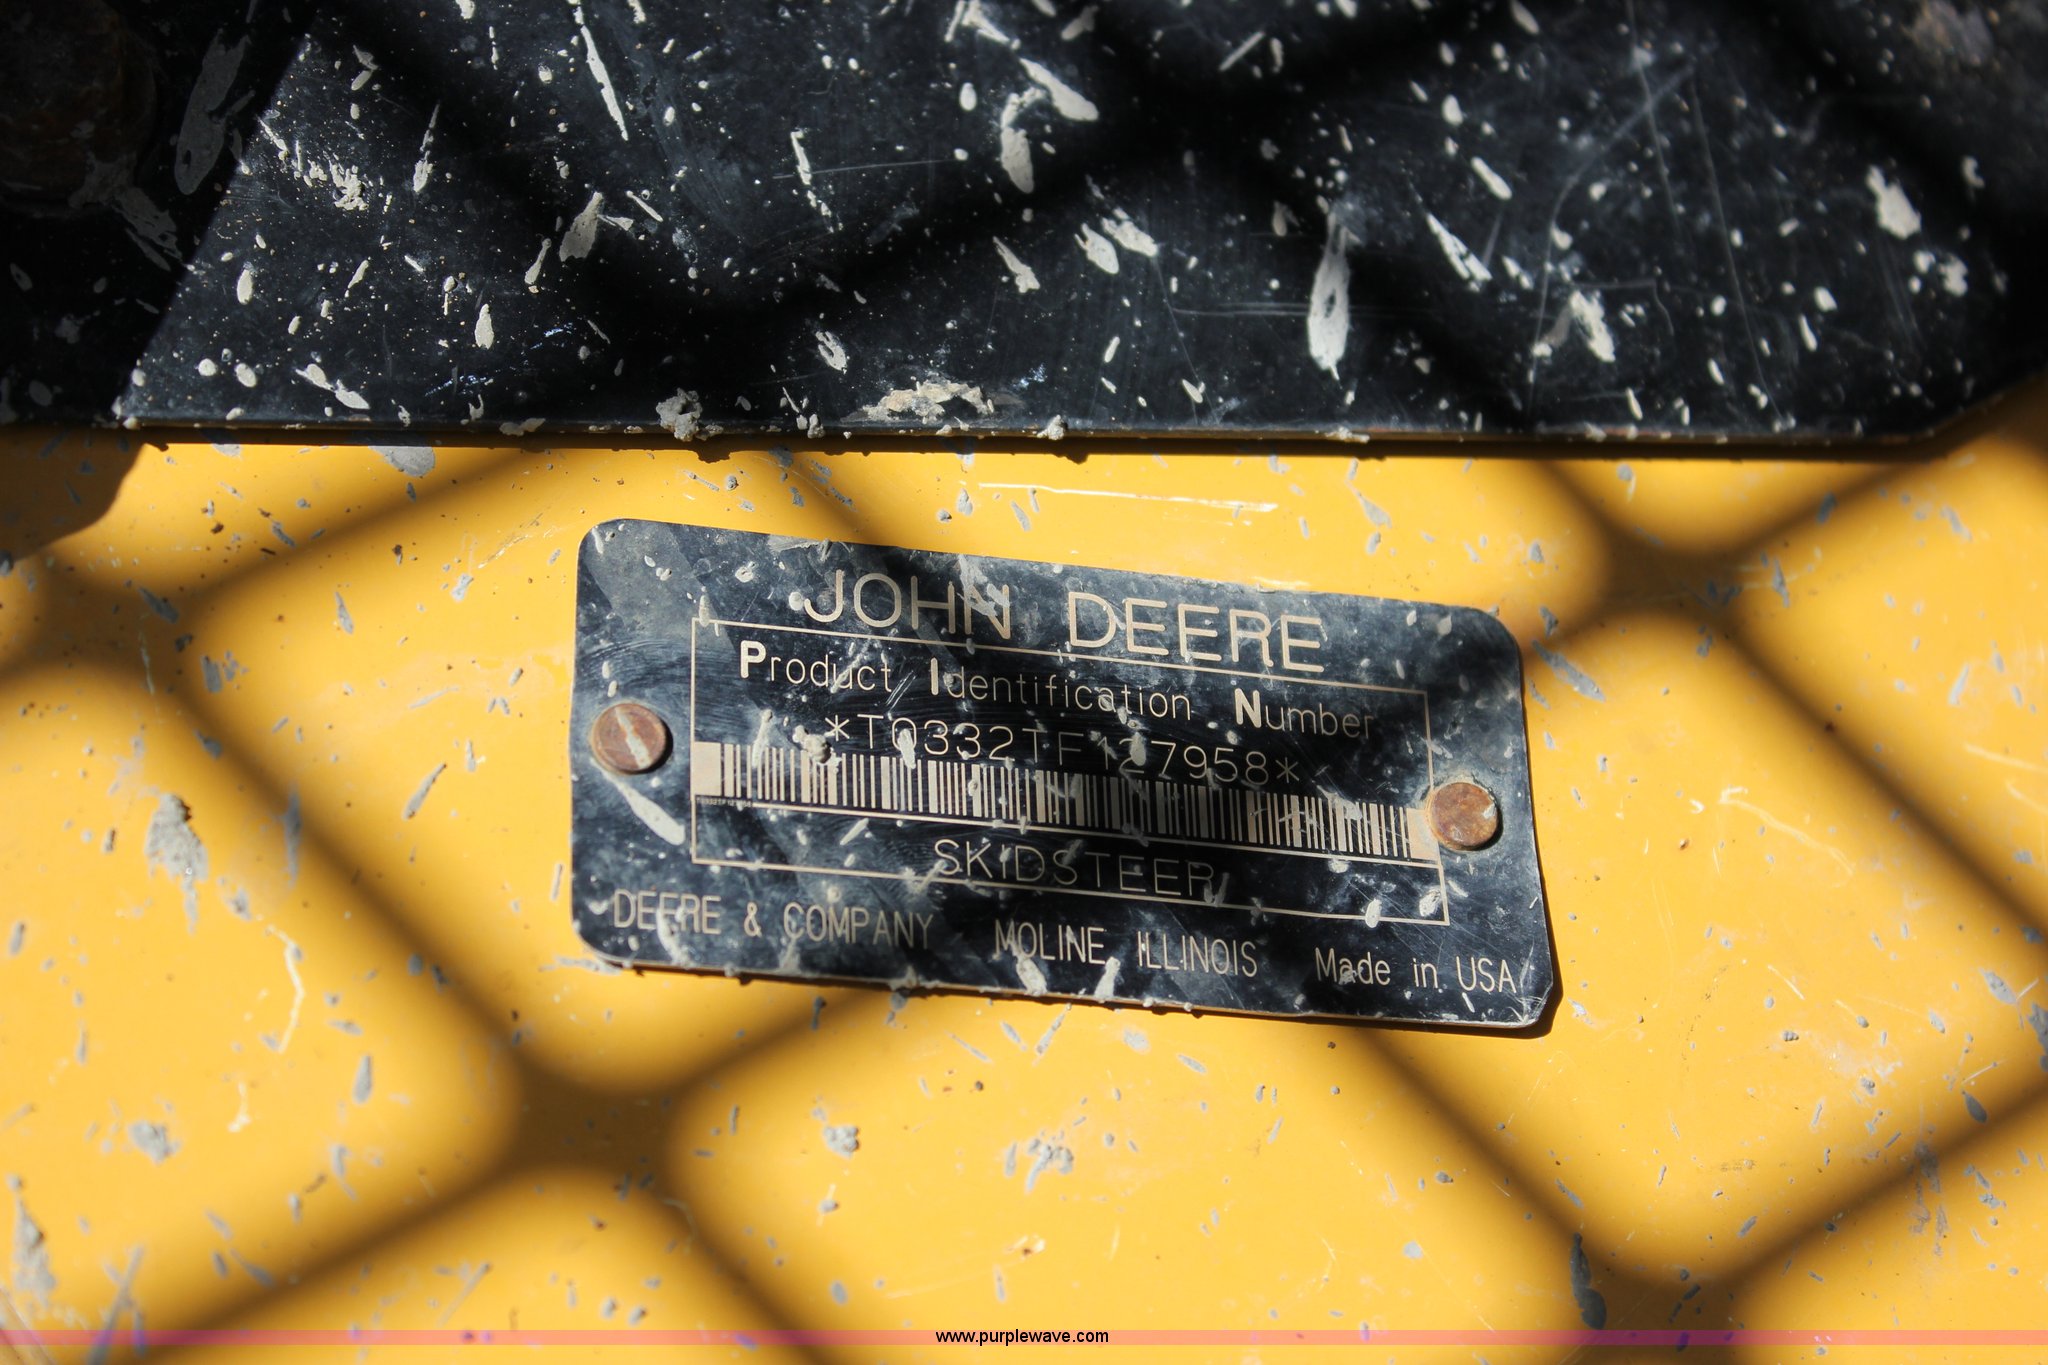 JOHN DEERE
Product Identification Number
*T0332TF127958*
SKIDSTEER
DEERE & COMPANY MOLINE, ILLINOIS Made in USA
www.purplewave.com